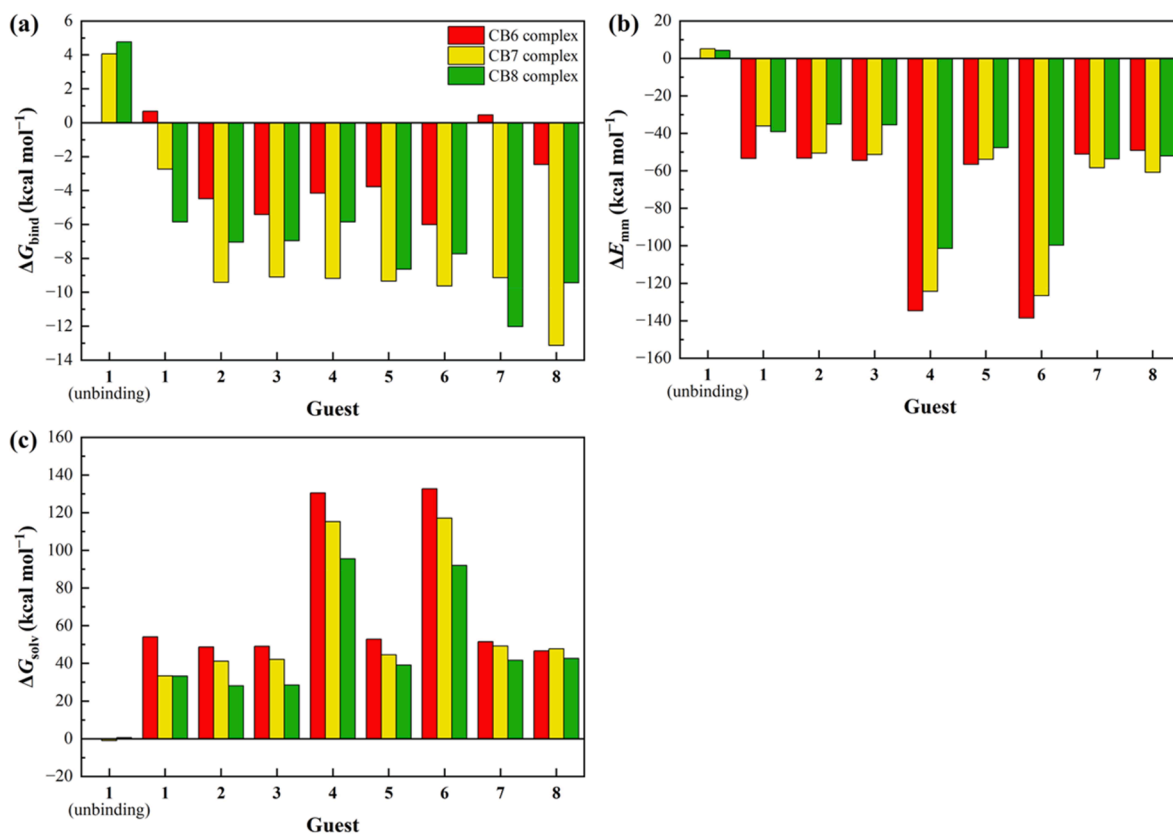 (a)
6
4
2
0
−2
−4
−6
−8
−10
−12
−14
ΔG_bind (kcal mol⁻¹)
CB6 complex
CB7 complex
CB8 complex
1 1 2 3 4 5 6 7 8
(unbinding)
Guest
(b)
20
0
−20
−40
−60
−80
−100
−120
−140
−160
ΔE_mm (kcal mol⁻¹)
1 1 2 3 4 5 6 7 8
(unbinding)
Guest
(c)
160
140
120
100
80
60
40
20
0
−20
ΔG_solv (kcal mol⁻¹)
1 1 2 3 4 5 6 7 8
(unbinding)
Guest